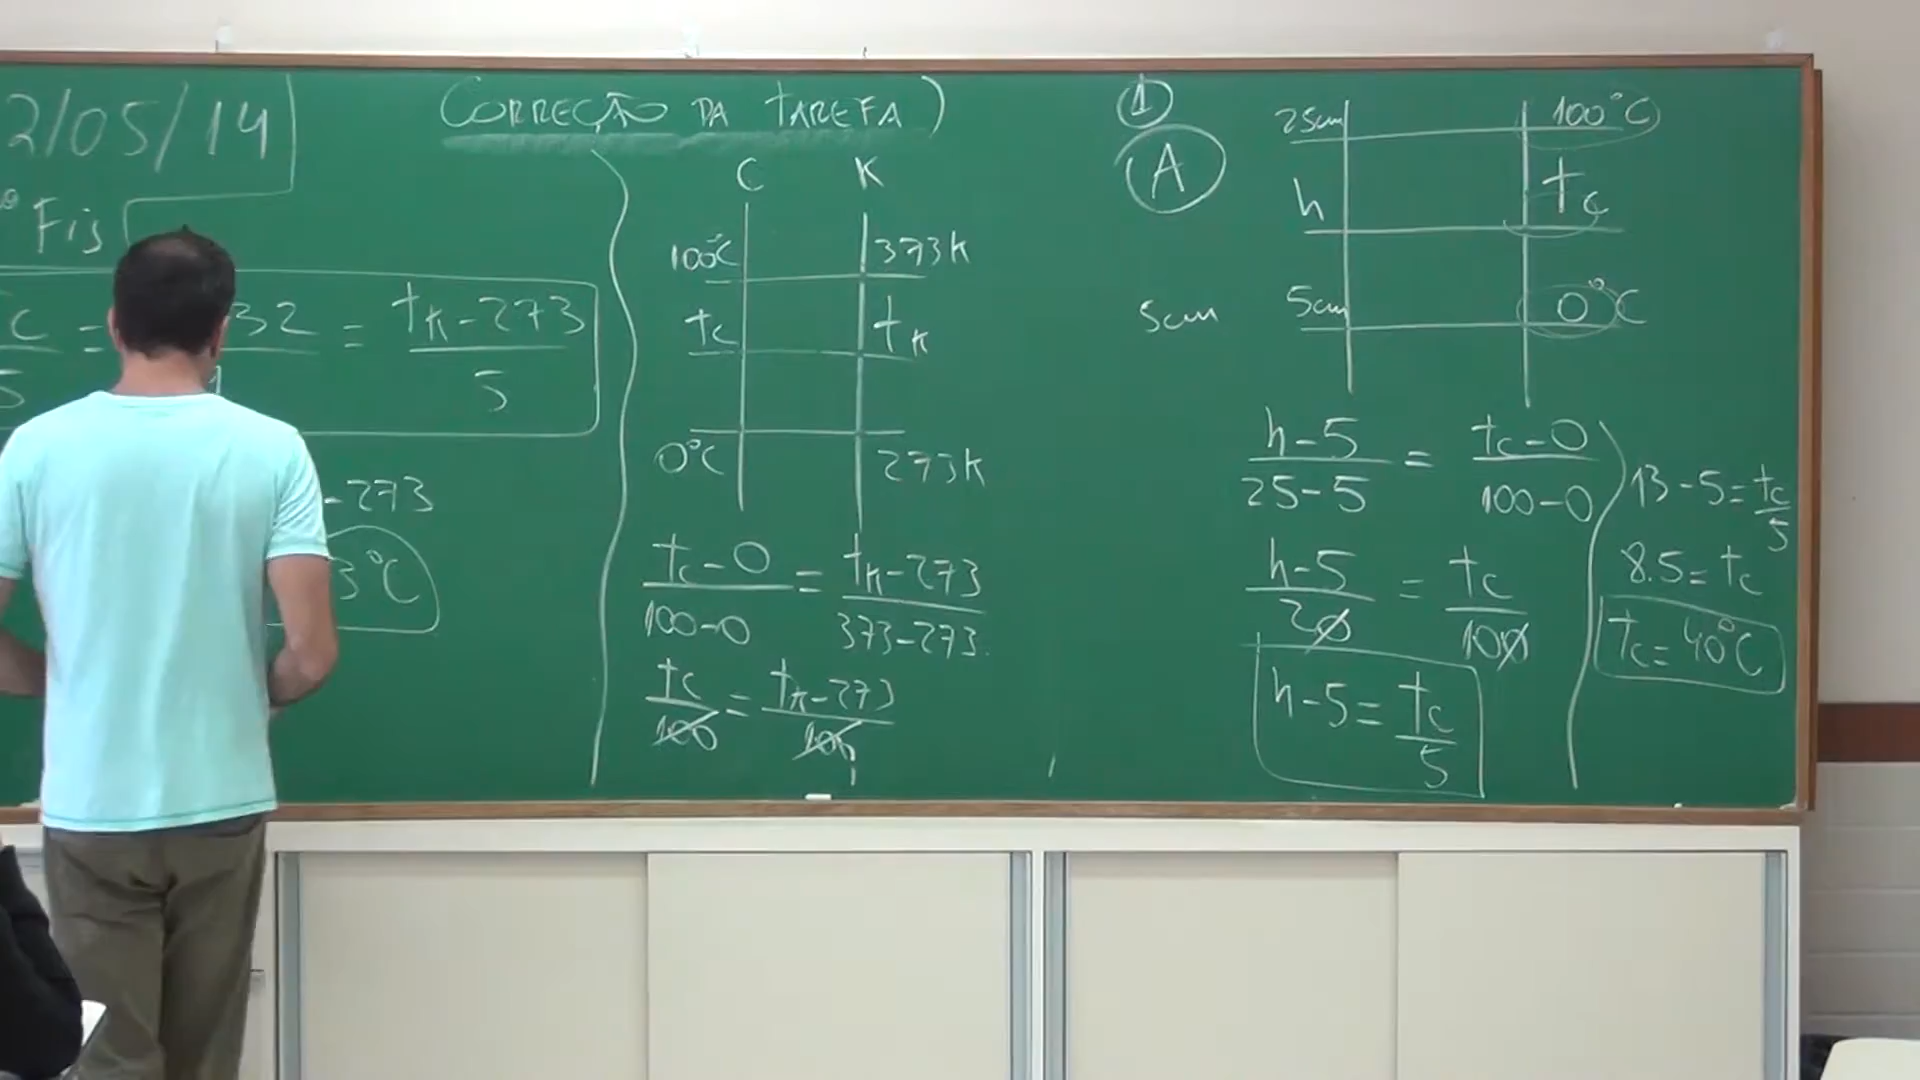 2/05/14
Fis
C/5 = 32 = tK-273/5
-273
3°C
(CORREÇÃO DA TAREFA)
C K
100°C 373K
tC tK
0°C 273K
tC-0/100-0 = tK-273/373-273
tC/100 = tK-273/100
1
A
25cm 100°C
h tC
5cm 5cm 0°C
h-5/25-5 = tC-0/100-0
h-5/20 = tC/100
h-5 = tC/5
13-5 = tC/5
8.5 = tC
tC = 40°C